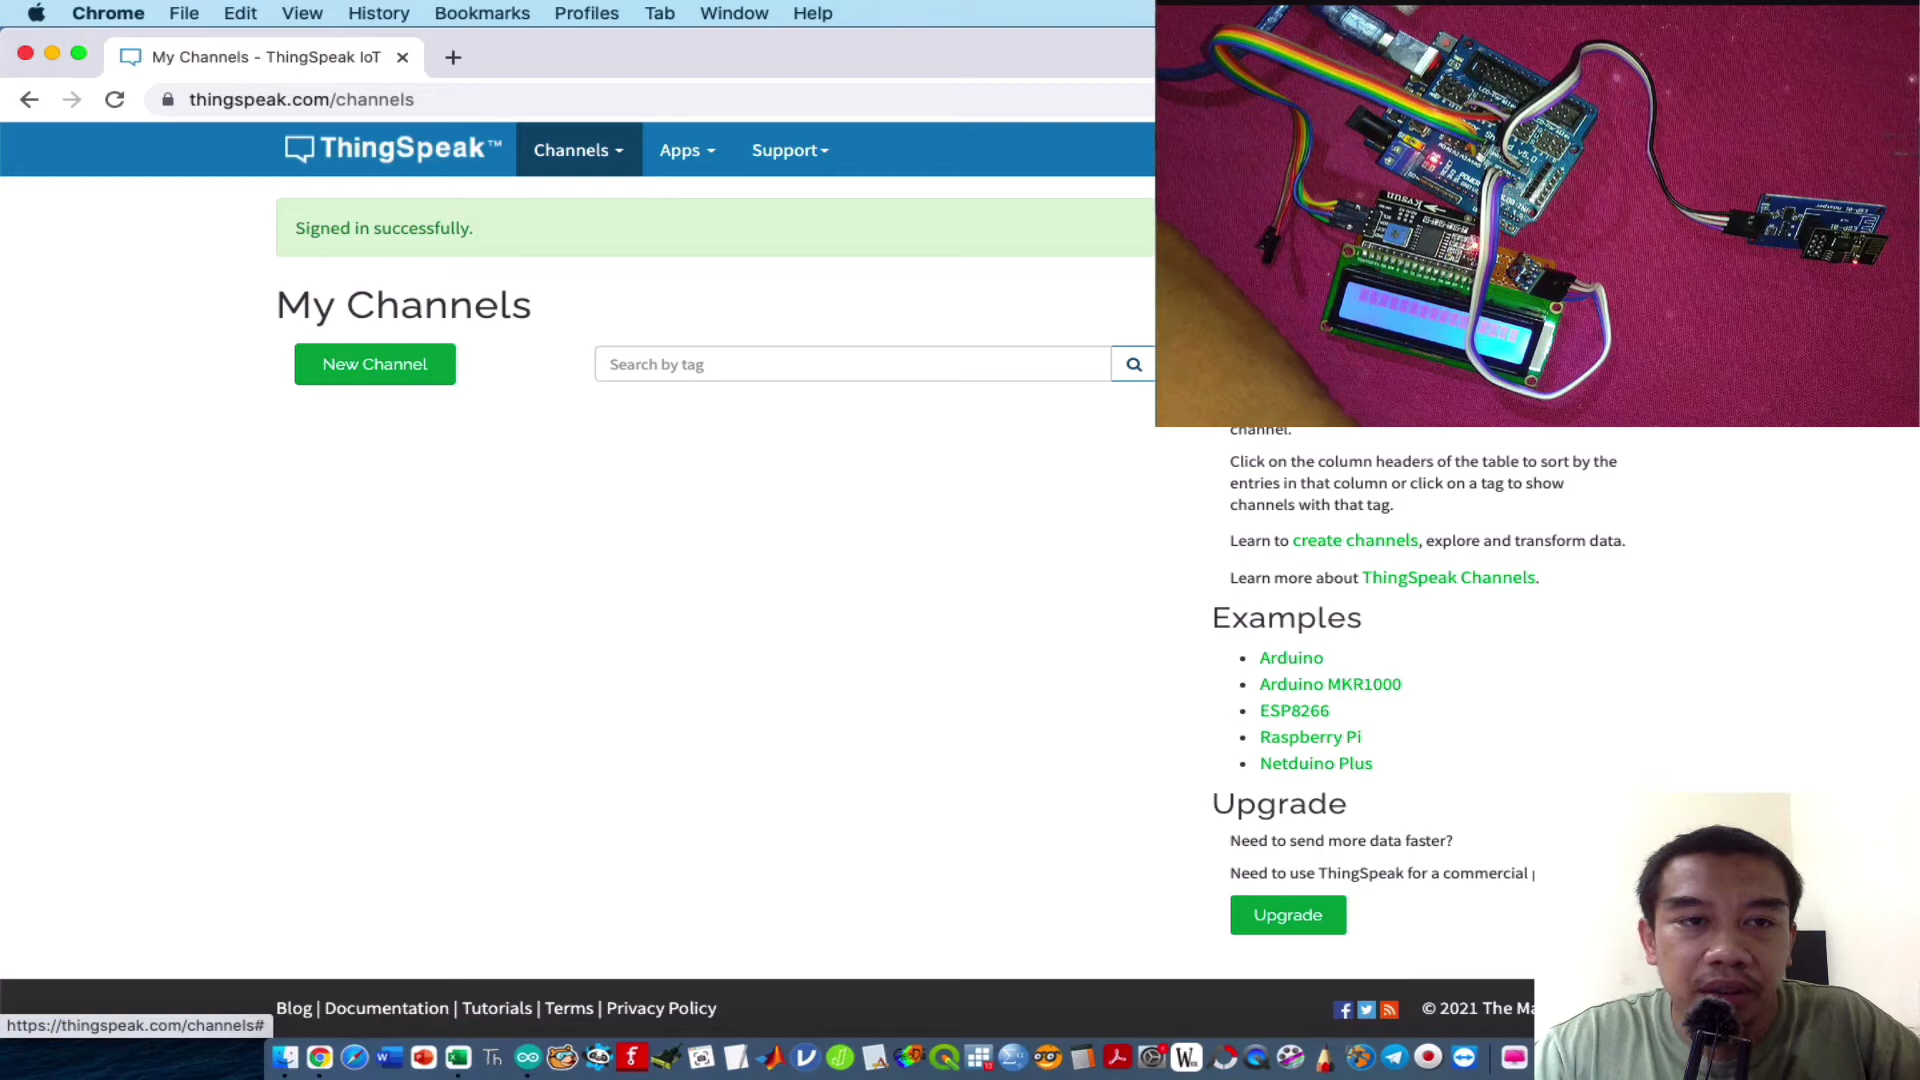 Chrome File Edit View History Bookmarks Profiles Tab Window Help
My Channels - ThingSpeak IoT
thingspeak.com/channels
ThingSpeak™ Channels Apps Support
Signed in successfully.
My Channels
New Channel
Search by tag
channel.
Click on the column headers of the table to sort by the
entries in that column or click on a tag to show
channels with that tag.
Learn to create channels, explore and transform data.
Learn more about ThingSpeak Channels.
Examples
Arduino
Arduino MKR1000
ESP8266
Raspberry Pi
Netduino Plus
Upgrade
Need to send more data faster?
Need to use ThingSpeak for a commercial
Upgrade
Blog | Documentation | Tutorials | Terms | Privacy Policy
© 2021 The
https://thingspeak.com/channels#